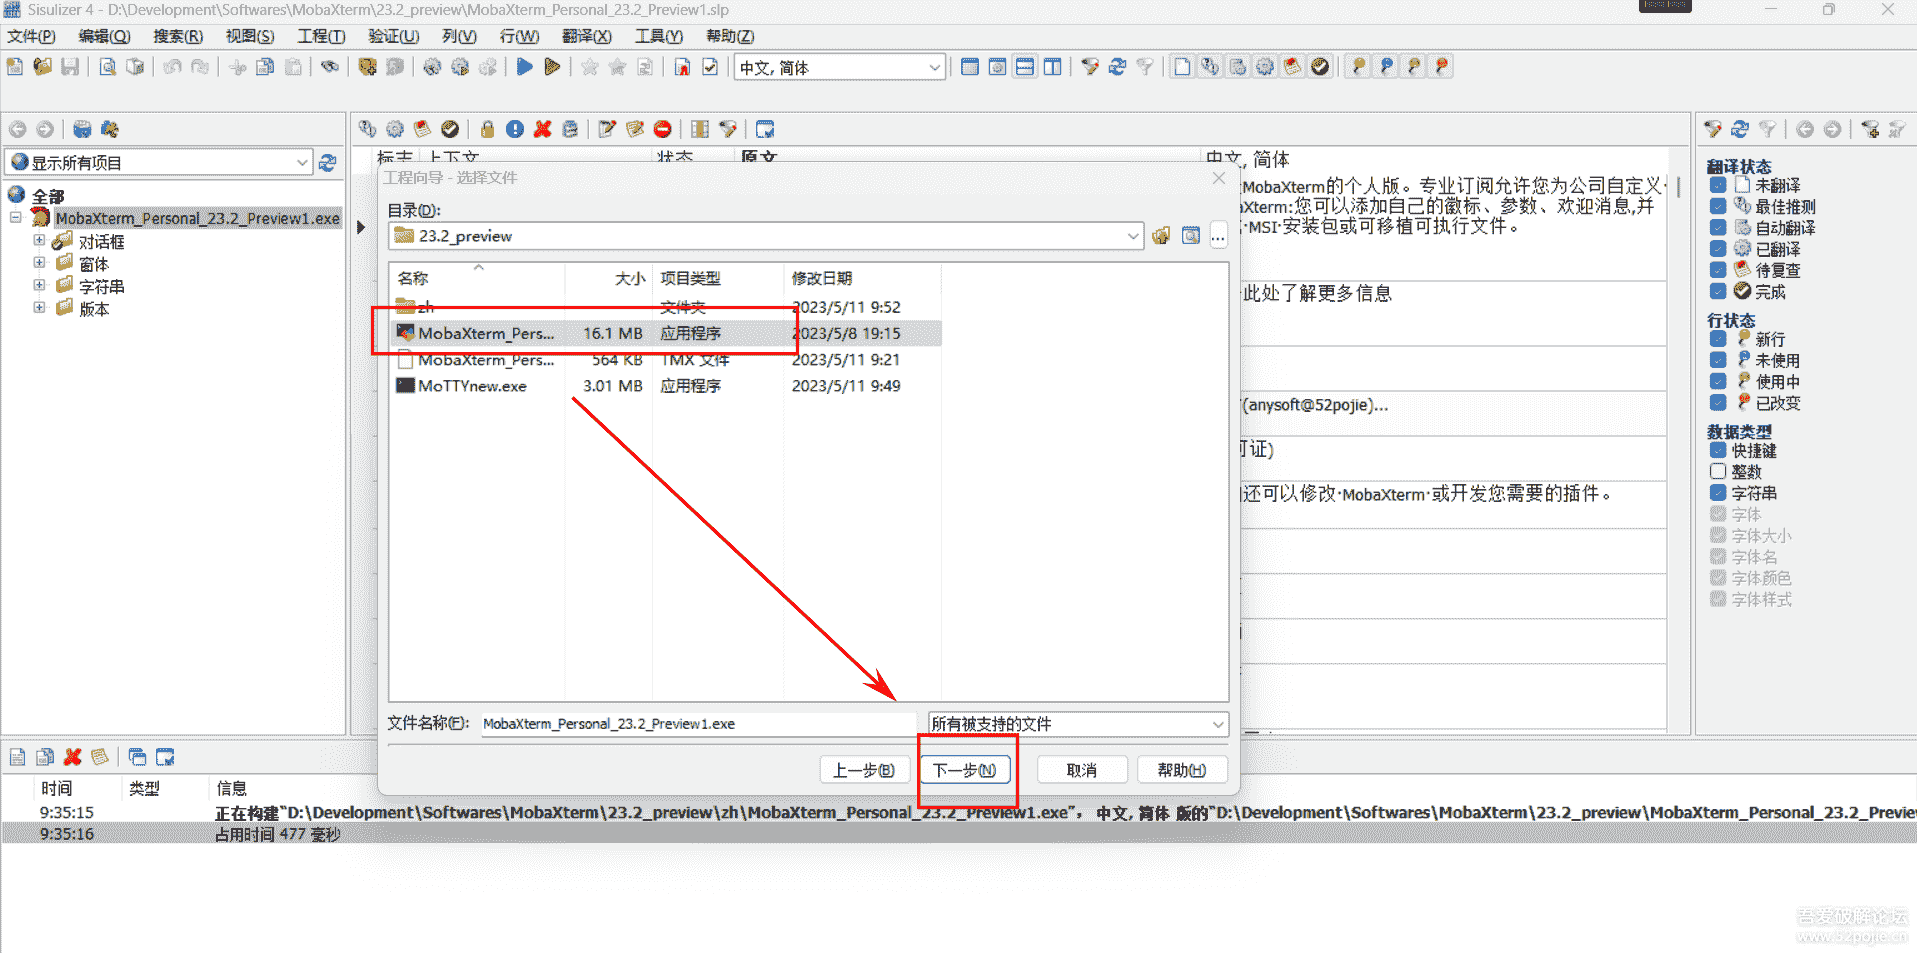 Sisulizer 4 - D:\Development\Softwares\MobaXterm\23.2_preview\MobaXterm_Personal_23.2_Preview1.slp
文件(P) 编辑(Q) 搜索(R) 视图(S) 工程(T) 验证(U) 列(V) 行(W) 翻译(X) 工具(Y) 帮助(Z)
中文, 简体
显示所有项目
全部
MobaXterm_Personal_23.2_Preview1.exe
对话框
窗体
字符串
版本
标志 上下文 状态 原文 中文, 简体
MobaXterm的个人版。专业订阅允许您为公司自定义
aXterm:您可以添加自己的徽标、参数、欢迎消息,并
MSI·安装包或可移植可执行文件。
此处了解更多信息
(anysoft@52pojie)...
可证)
还可以修改·MobaXterm·或开发您需要的插件。
工程向导 - 选择文件
目录(D):
23.2_preview
...
名称 大小 项目类型 修改日期
zh 文件夹 2023/5/11 9:52
MobaXterm_Pers... 16.1 MB 应用程序 2023/5/8 19:15
MobaXterm_Pers... 564 KB TMX 文件 2023/5/11 9:21
MoTTYnew.exe 3.01 MB 应用程序 2023/5/11 9:49
文件名称(F): MobaXterm_Personal_23.2_Preview1.exe 所有被支持的文件
上一步(B) 下一步(N) 取消 帮助(H)
翻译状态
未翻译
最佳推测
自动翻译
已翻译
待复查
完成
行状态
新行
未使用
使用中
已改变
数据类型
快捷键
整数
字符串
字体
字体大小
字体名
字体颜色
字体样式
时间 类型 信息
9:35:15 正在构建“D:\Development\Softwares\MobaXterm\23.2_preview\zh\MobaXterm_Personal_23.2_Preview1.exe”， 中文, 简体 版的“D:\Development\Softwares\MobaXterm\23.2_preview\MobaXterm_Personal_23.2_Previe
9:35:16 占用时间 477 毫秒
吾爱破解论坛
www.52pojie.cn